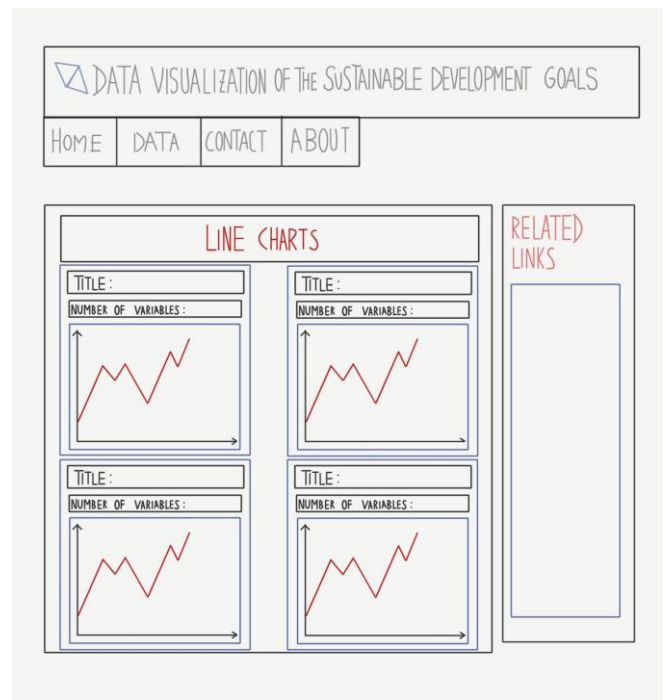 DATA VISUALIZATION OF THE SUSTAINABLE DEVELOPMENT GOALS
HOME DATA CONTACT ABOUT
LINE CHARTS
TITLE:
NUMBER OF VARIABLES:
TITLE:
NUMBER OF VARIABLES:
TITLE:
NUMBER OF VARIABLES:
TITLE:
NUMBER OF VARIABLES:
RELATED
LINKS